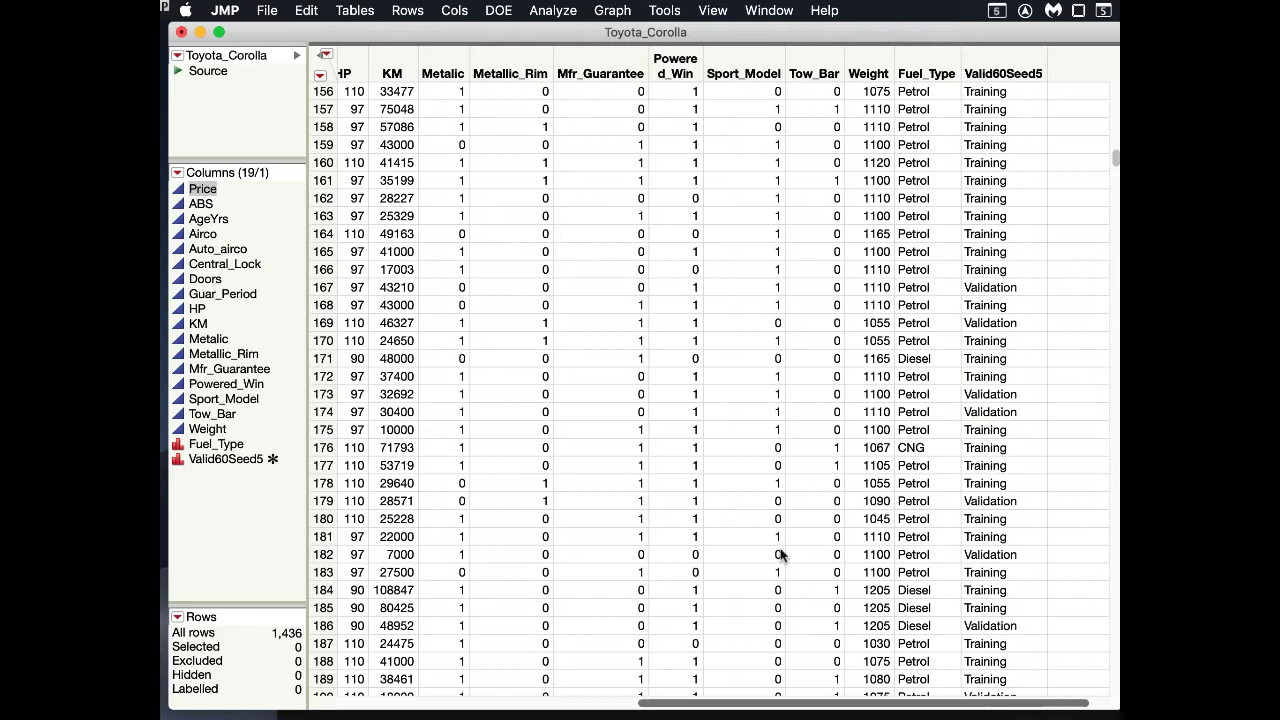 JMP File Edit Tables Rows Cols DOE Analyze Graph Tools View Window Help
Toyota_Corolla
Toyota_Corolla
Source
Columns (19/1)
Price
ABS
AgeYrs
Airco
Auto_airco
Central_Lock
Doors
Guar_Period
HP
KM
Metalic
Metallic_Rim
Mfr_Guarantee
Powered_Win
Sport_Model
Tow_Bar
Weight
Fuel_Type
Valid60Seed5
Rows
All rows 1,436
Selected 0
Excluded 0
Hidden 0
Labelled 0
HP KM Metalic Metallic_Rim Mfr_Guarantee Powere d_Win Sport_Model Tow_Bar Weight Fuel_Type Valid60Seed5
156 110 33477 1 0 0 1 0 0 1075 Petrol Training
157 97 75048 1 0 0 1 1 1 1110 Petrol Training
158 97 57086 1 1 0 1 0 0 1110 Petrol Training
159 97 43000 0 1 0 1 1 0 1100 Petrol Training
160 110 41415 1 1 1 1 1 0 1120 Petrol Training
161 97 35199 1 1 1 1 1 1 1100 Petrol Training
162 97 28227 1 0 0 0 1 0 1110 Petrol Training
163 97 25329 1 0 1 1 1 0 1100 Petrol Training
164 110 49163 0 0 0 0 1 0 1165 Petrol Training
165 97 41000 1 0 0 1 1 0 1100 Petrol Training
166 97 17003 1 0 0 0 1 0 1110 Petrol Training
167 97 43210 0 0 0 1 1 0 1110 Petrol Validation
168 97 43000 0 0 1 1 1 0 1110 Petrol Training
169 110 46327 1 1 0 1 0 0 1055 Petrol Validation
170 110 24650 1 1 0 1 1 0 1055 Petrol Training
171 90 48000 0 0 1 1 0 0 1165 Diesel Training
172 97 37400 1 0 0 1 1 0 1110 Petrol Training
173 97 32692 1 0 0 1 1 0 1100 Petrol Validation
174 97 30400 1 0 0 1 1 0 1110 Petrol Validation
175 97 10000 1 0 0 1 1 0 1100 Petrol Training
176 110 71793 1 0 0 1 0 1 1067 CNG Training
177 110 53719 1 0 1 1 0 0 1105 Petrol Training
178 110 29640 0 1 1 1 1 0 1055 Petrol Training
179 110 28571 0 1 1 1 0 0 1090 Petrol Validation
180 110 25228 1 0 1 1 0 0 1045 Petrol Training
181 97 22000 1 0 1 1 1 0 1110 Petrol Training
182 97 7000 1 0 0 0 0 0 1100 Petrol Validation
183 97 27500 0 0 1 0 1 0 1100 Petrol Training
184 90 108847 1 0 0 1 0 1 1205 Diesel Training
185 90 80425 1 0 0 1 0 0 1205 Diesel Training
186 90 48952 1 0 0 1 0 1 1205 Diesel Validation
187 110 24475 1 0 0 0 0 0 1030 Petrol Training
188 110 41000 1 0 1 1 0 0 1075 Petrol Training
189 110 38461 1 0 1 1 0 1 1080 Petrol Training